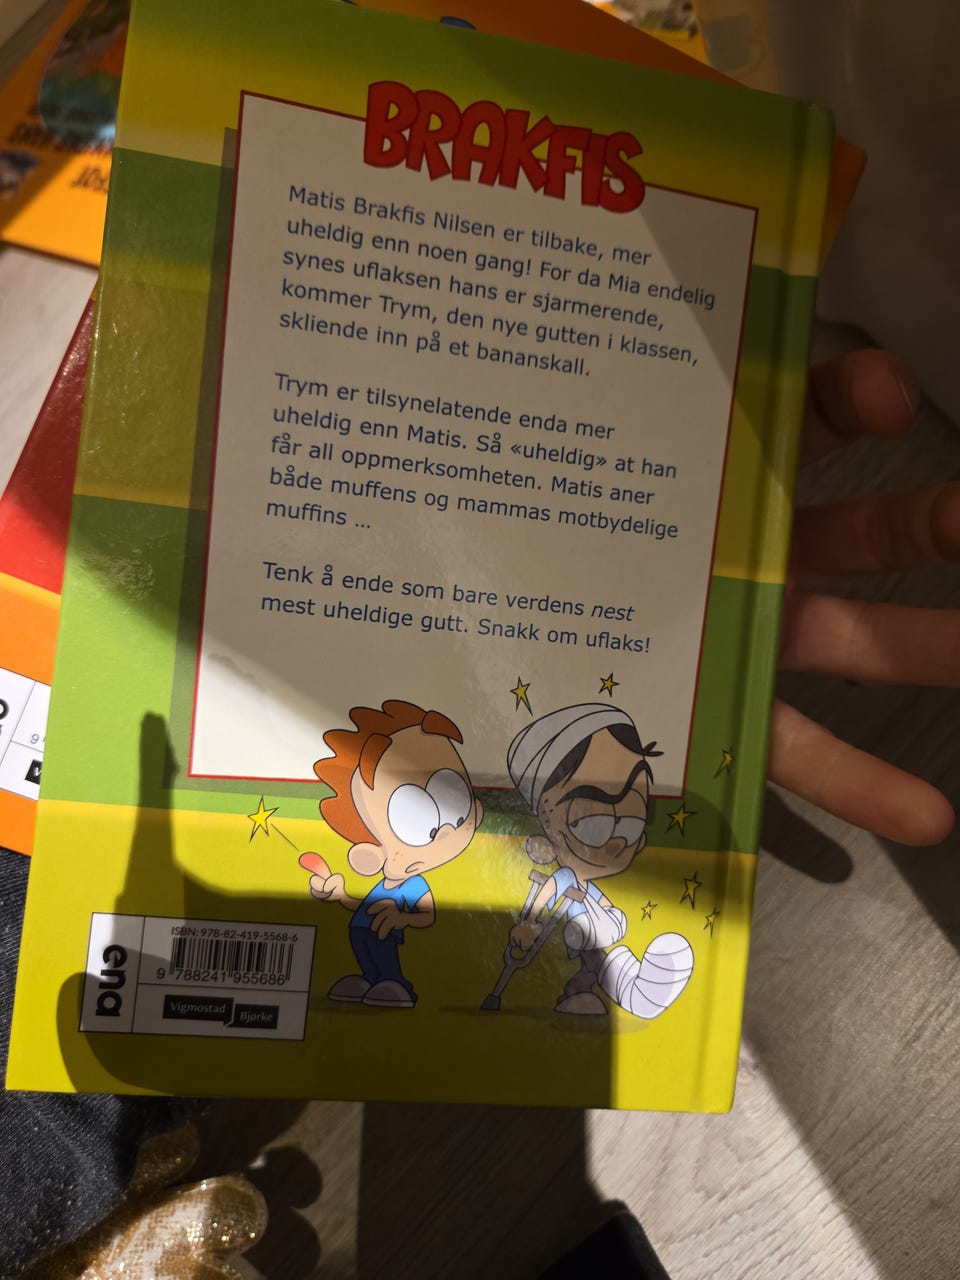 BRAKFIS
Matis Brakfis Nilsen er tilbake, mer
uheldig enn noen gang! For da Mia endelig
synes uflaksen hans er sjarmerende,
kommer Trym, den nye gutten i klassen,
skliende inn på et bananskall.
Trym er tilsynelatende enda mer
uheldig enn Matis. Så «uheldig» at han
får all oppmerksomheten. Matis aner
både muffens og mammas motbydelige
muffins ...
Tenk å ende som bare verdens nest
mest uheldige gutt. Snakk om uflaks!
ena
ISBN: 978-82-419-5568-6
9 788241 955686
Vigmostad
Bjørke